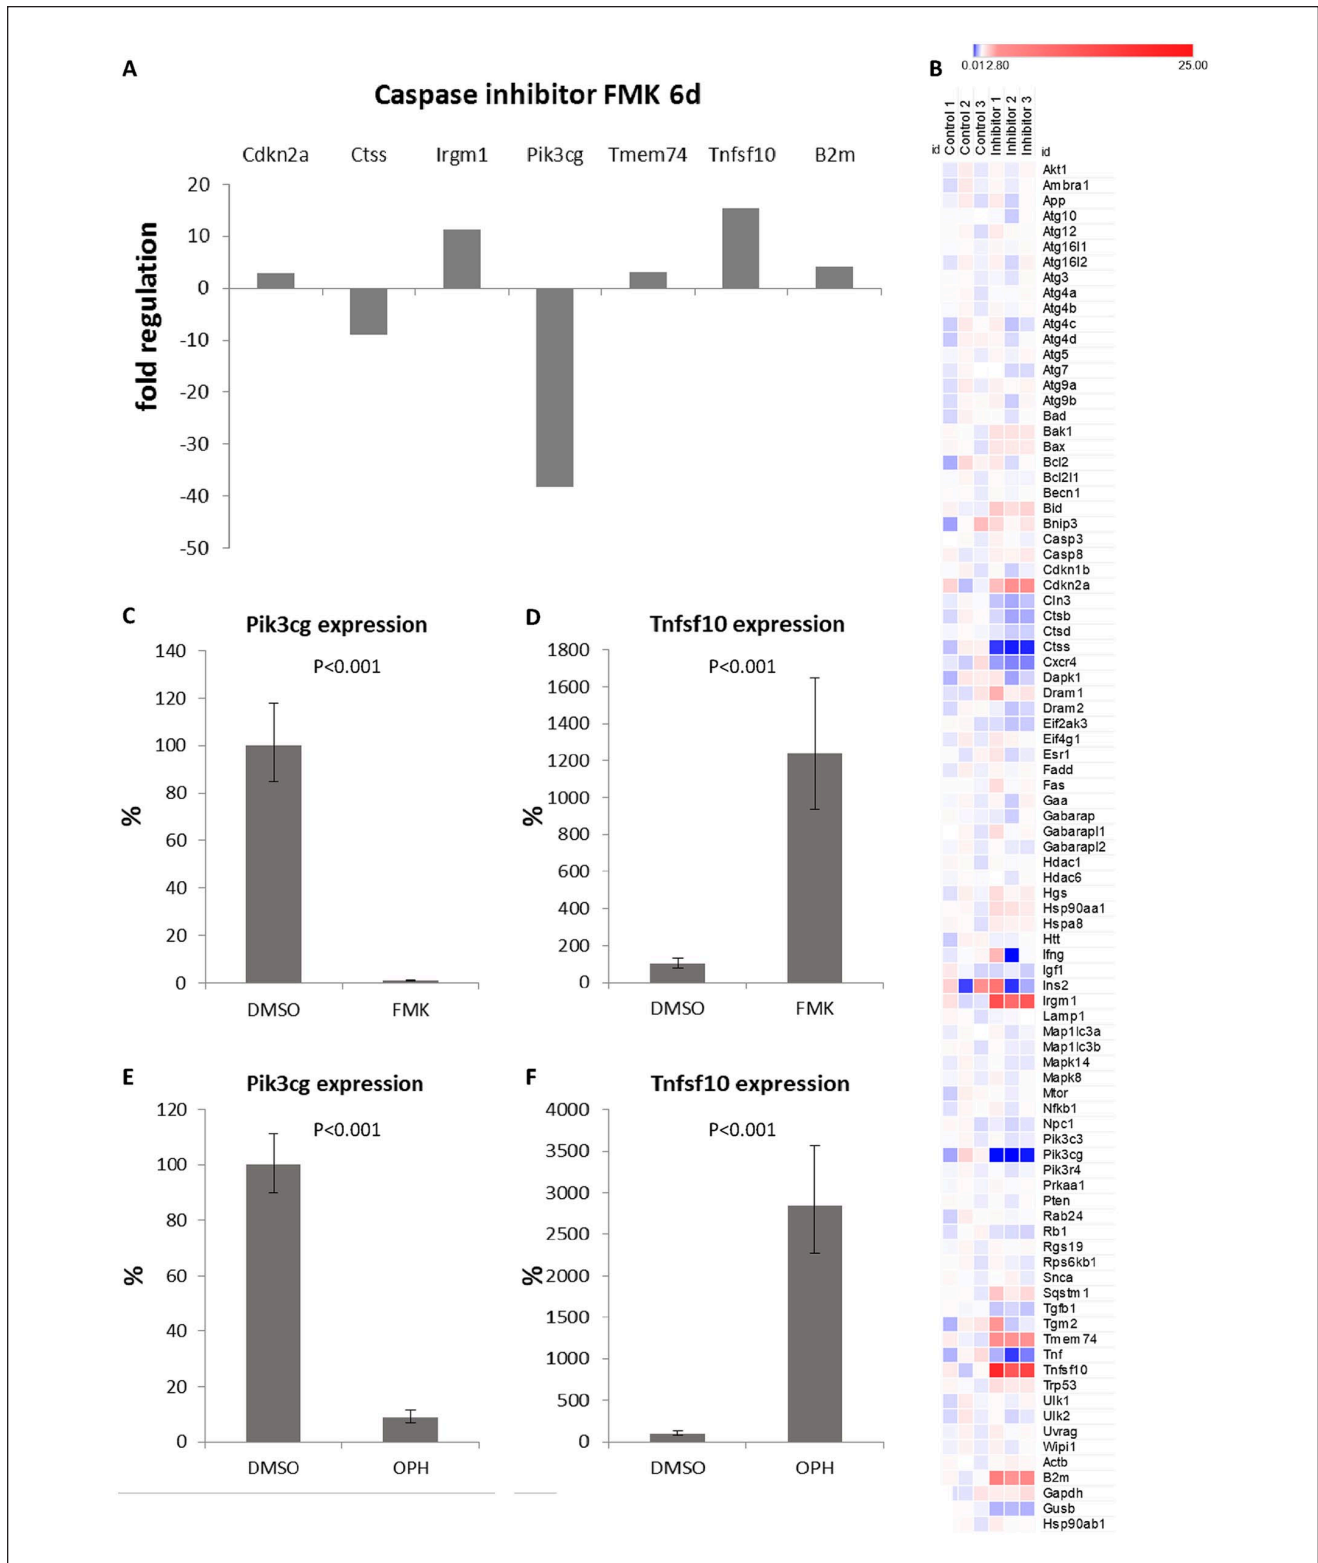 A
Caspase inhibitor FMK 6d
Cdkn2a Ctss Irgm1 Pik3cg Tmem74 Tnfsf10 B2m
fold regulation
20
10
0
-10
-20
-30
-40
-50
B
0.01 2.80 25.00
id Control 1 Control 2 Control 3 Inhibitor 1 Inhibitor 2 Inhibitor 3 id
Akt1
Ambra1
App
Atg10
Atg12
Atg16l1
Atg16l2
Atg3
Atg4a
Atg4b
Atg4c
Atg4d
Atg5
Atg7
Atg9a
Atg9b
Bad
Bak1
Bax
Bcl2
Bcl2l1
Becn1
Bid
Bnip3
Casp3
Casp8
Cdkn1b
Cdkn2a
Cln3
Ctsb
Ctsd
Ctss
Cxcr4
Dapk1
Dram1
Dram2
Eif2ak3
Eif4g1
Esr1
Fadd
Fas
Gaa
Gabarap
Gabarapl1
Gabarapl2
Hdac1
Hdac6
Hgs
Hsp90aa1
Hspa8
Htt
Ifng
Igf1
Ins2
Irgm1
Lamp1
Map1lc3a
Map1lc3b
Mapk14
Mapk8
Mtor
Nfkb1
Npc1
Pik3c3
Pik3cg
Pik3r4
Prkaa1
Pten
Rab24
Rb1
Rgs19
Rps6kb1
Snca
Sqstm1
Tgfb1
Tgm2
Tmem74
Tnf
Tnfsf10
Trp53
Ulk1
Ulk2
Uvrag
Wipi1
Actb
B2m
Gapdh
Gusb
Hsp90ab1
C
Pik3cg expression
P<0.001
%
140
120
100
80
60
40
20
0
DMSO FMK
D
Tnfsf10 expression
P<0.001
%
1800
1600
1400
1200
1000
800
600
400
200
0
DMSO FMK
E
Pik3cg expression
P<0.001
%
120
100
80
60
40
20
0
DMSO OPH
F
Tnfsf10 expression
P<0.001
%
4000
3500
3000
2500
2000
1500
1000
500
0
DMSO OPH